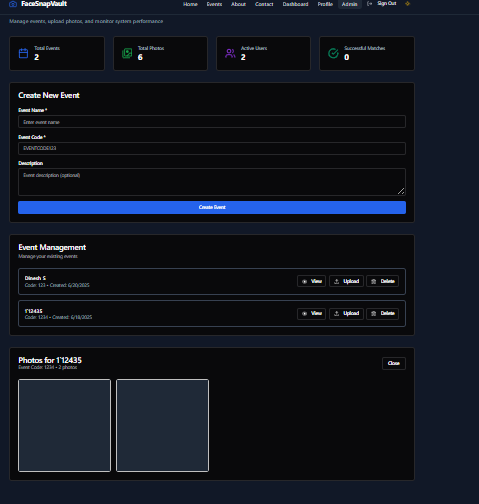 FaceSnapVault
Home Events About Contact Dashboard Profile Admin Sign Out
Manage events, upload photos, and monitor system performance
Total Events
2
Total Photos
6
Active Users
2
Successful Matches
0
Create New Event
Event Name *
Enter event name
Event Code *
EVENTCODE123
Description
Event description (optional)
Create Event
Event Management
Manage your existing events
Dinesh S
Code: 123 • Created: 6/20/2025
View Upload Delete
1'12435
Code: 1234 • Created: 6/18/2025
View Upload Delete
Photos for 1'12435
Event Code: 1234 • 2 photos
Close